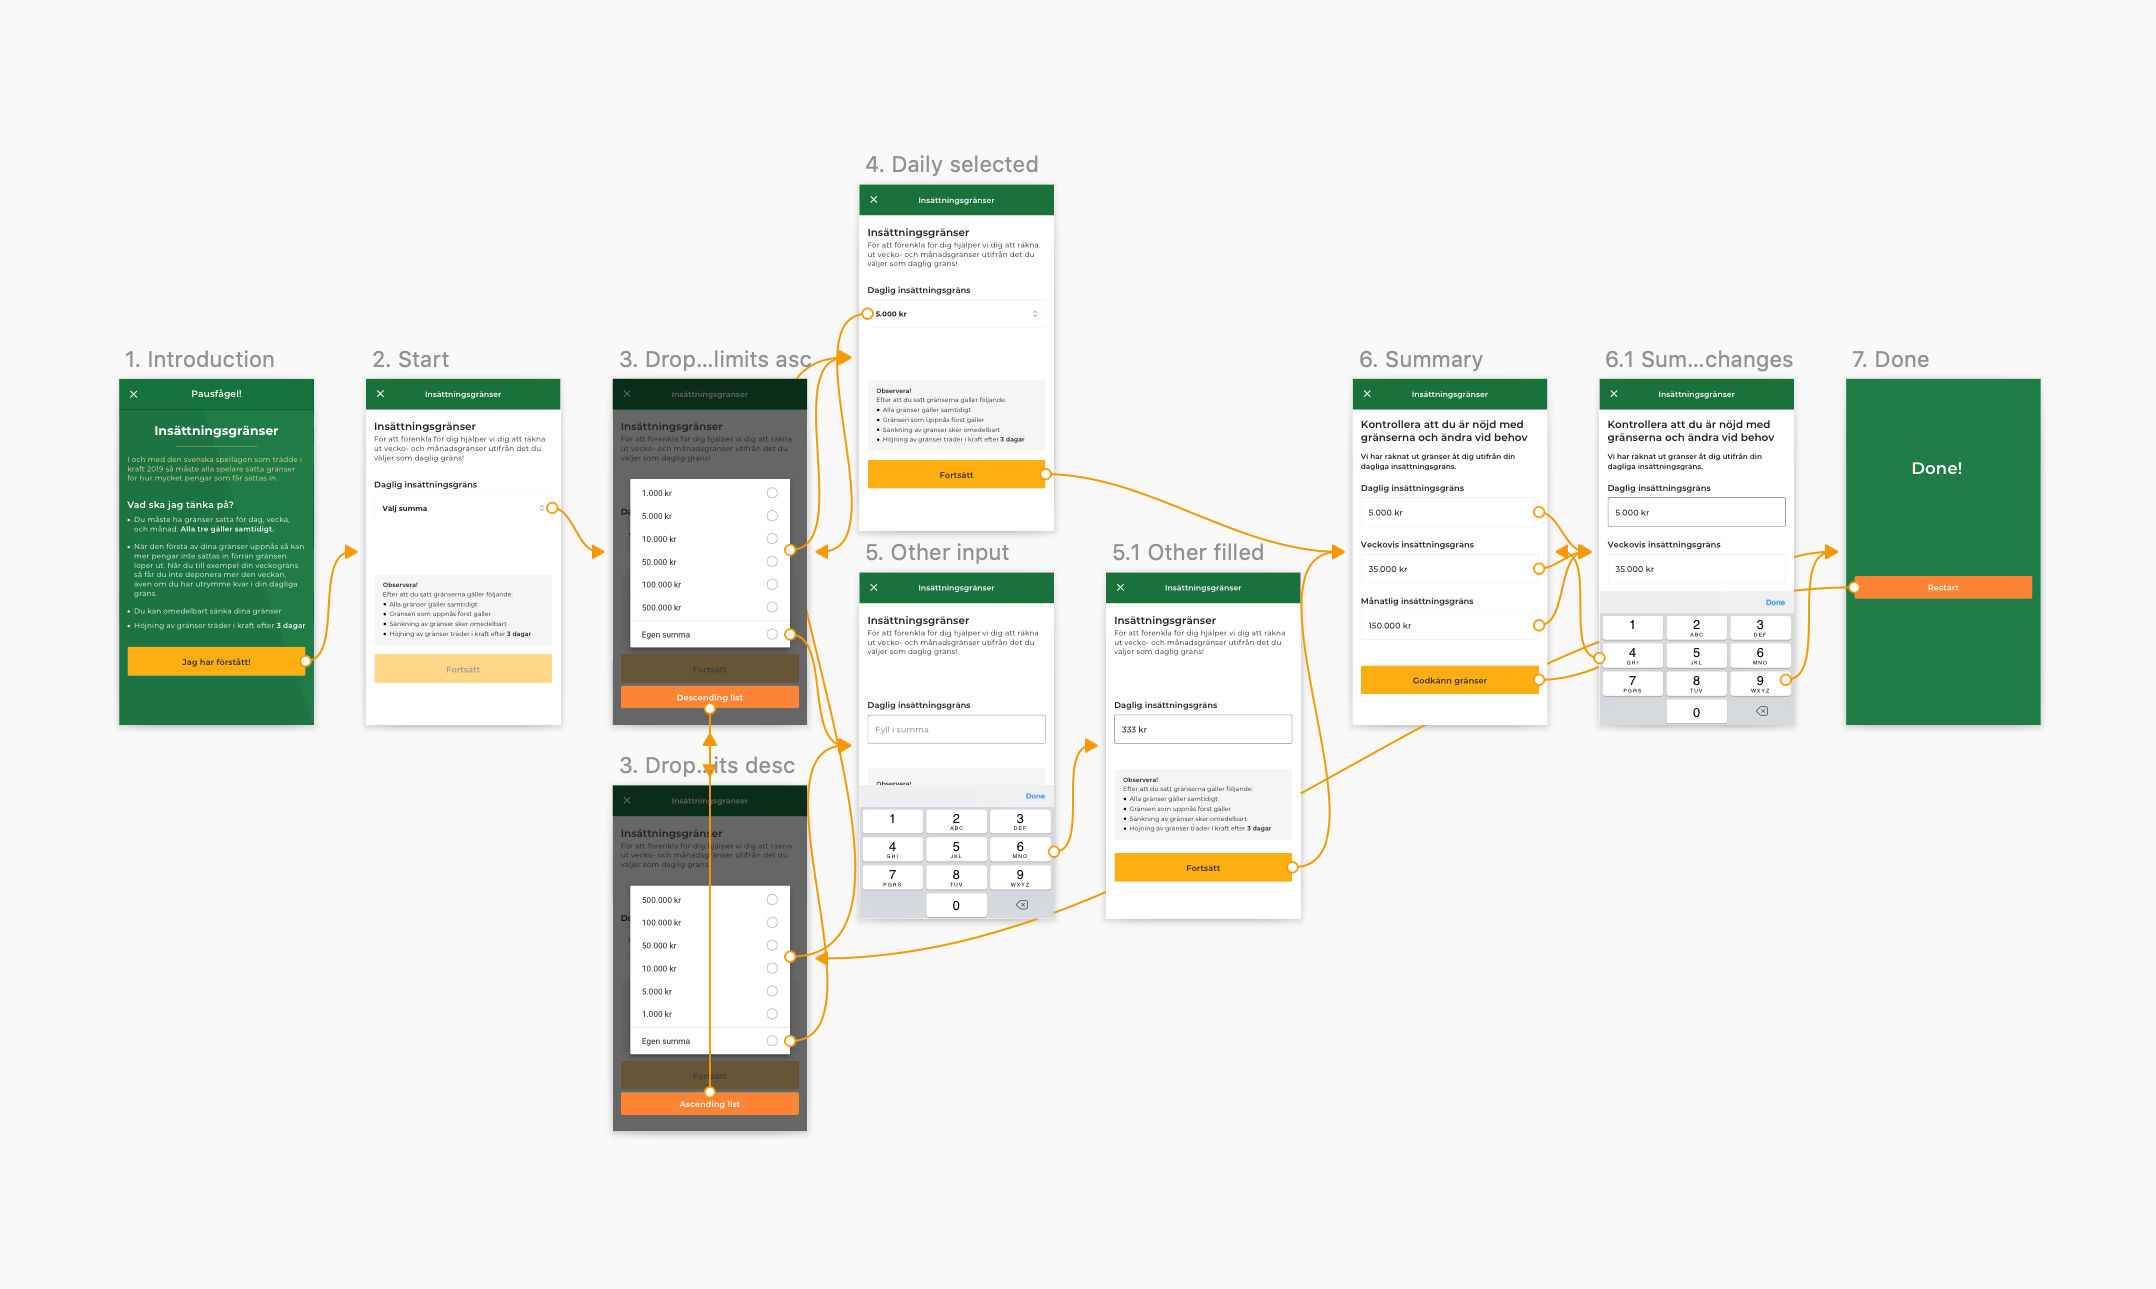 1. Introduction
Pausfågel!
Insättningsgränser
I och med den svenska spellagen som trädde i
kraft 2019 så måste alla spelare sätta gränser
för hur mycket pengar som får sättas in.
Vad ska jag tänka på?
Du måste ha gränser satta för dag, vecka,
och månad. Alla tre gäller samtidigt.
När den första av dina gränser uppnås så kan
mer pengar inte sättas in förrän gränsen
löper ut. Når du till exempel din veckogräns
så får du inte deponera mer den veckan,
även om du har utrymme kvar i din dagliga
gräns.
Du kan omedelbart sänka dina gränser
Höjning av gränser träder i kraft efter 3 dagar
Jag har förstått!
2. Start
Insättningsgränser
Insättningsgränser
För att förenkla för dig hjälper vi dig att räkna
ut vecko- och månadsgränser utifrån det du
väljer som daglig gräns!
Daglig insättningsgräns
Välj summa
Observera!
Efter att du satt gränserna gäller följande:
Alla gränser gäller samtidigt
Gränsen som uppnås först gäller
Sänkning av gränser sker omedelbart
Höjning av gränser träder i kraft efter 3 dagar
Fortsätt
3. Drop...limits asc
Insättningsgränser
Insättningsgränser
För att förenkla för dig hjälper vi dig att räkna
ut vecko- och månadsgränser utifrån det du
väljer som daglig gräns!
Da
1.000 kr
5.000 kr
10.000 kr
50.000 kr
100.000 kr
500.000 kr
Egen summa
Fortsätt
Descending list
3. Drop...its desc
Insättningsgränser
Insättningsgränser
För att förenkla för dig hjälper vi dig att räkna
ut vecko- och månadsgränser utifrån det du
väljer som daglig gräns!
Da
500.000 kr
100.000 kr
50.000 kr
10.000 kr
5.000 kr
1.000 kr
Egen summa
Fortsätt
Ascending list
4. Daily selected
Insättningsgränser
Insättningsgränser
För att förenkla för dig hjälper vi dig att räkna
ut vecko- och månadsgränser utifrån det du
väljer som daglig gräns!
Daglig insättningsgräns
5.000 kr
Observera!
Efter att du satt gränserna gäller följande:
Alla gränser gäller samtidigt
Gränsen som uppnås först gäller
Sänkning av gränser sker omedelbart
Höjning av gränser träder i kraft efter 3 dagar
Fortsätt
5. Other input
Insättningsgränser
Insättningsgränser
För att förenkla för dig hjälper vi dig att räkna
ut vecko- och månadsgränser utifrån det du
väljer som daglig gräns!
Daglig insättningsgräns
Fyll i summa
Observera!
Done
1 2 3
ABC DEF
4 5 6
GHI JKL MNO
7 8 9
PQRS TUV WXYZ
0
5.1 Other filled
Insättningsgränser
Insättningsgränser
För att förenkla för dig hjälper vi dig att räkna
ut vecko- och månadsgränser utifrån det du
väljer som daglig gräns!
Daglig insättningsgräns
333 kr
Observera!
Efter att du satt gränserna gäller följande:
Alla gränser gäller samtidigt
Gränsen som uppnås först gäller
Sänkning av gränser sker omedelbart
Höjning av gränser träder i kraft efter 3 dagar
Fortsätt
6. Summary
Insättningsgränser
Kontrollera att du är nöjd med
gränserna och ändra vid behov
Vi har räknat ut gränser åt dig utifrån din
dagliga insättningsgräns.
Daglig insättningsgräns
5.000 kr
Veckovis insättningsgräns
35.000 kr
Månatlig insättningsgräns
150.000 kr
Godkänn gränser
6.1 Sum...changes
Insättningsgränser
Kontrollera att du är nöjd med
gränserna och ändra vid behov
Vi har räknat ut gränser åt dig utifrån din
dagliga insättningsgräns.
Daglig insättningsgräns
5.000 kr
Veckovis insättningsgräns
35.000 kr
Done
1 2 3
ABC DEF
4 5 6
GHI JKL MNO
7 8 9
PQRS TUV WXYZ
0
7. Done
Done!
Restart